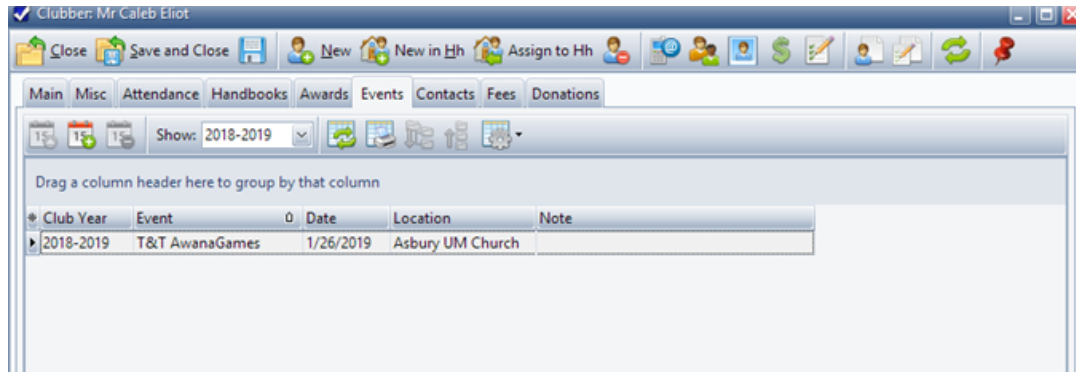 Clubber: Mr Caleb Eliot
Close Save and Close New New in Hh Assign to Hh
Main Misc Attendance Handbooks Awards Events Contacts Fees Donations
Show: 2018-2019
Drag a column header here to group by that column
Club Year Event Date Location Note
2018-2019 T&T AwanaGames 1/26/2019 Asbury UM Church